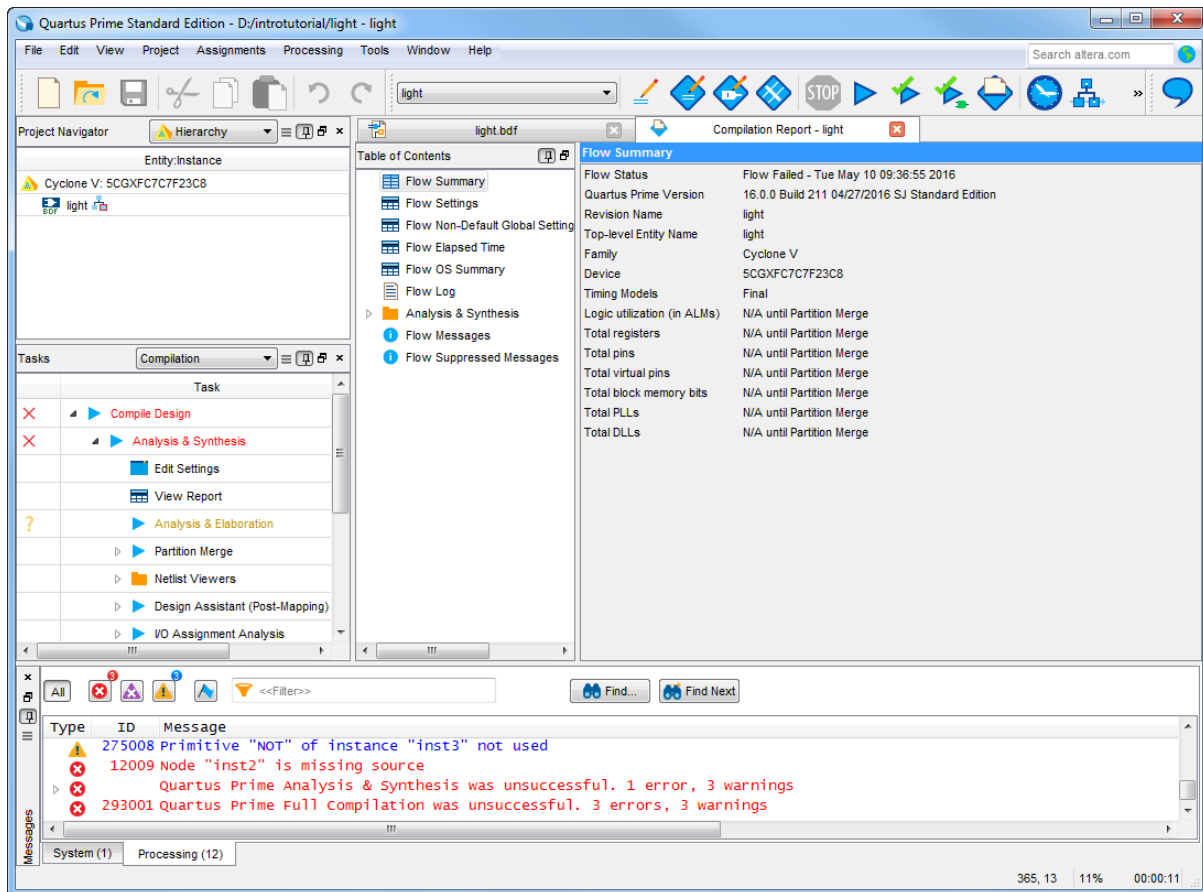 Quartus Prime Standard Edition - D:/introtutorial/light - light
File Edit View Project Assignments Processing Tools Window Help
Search altera.com
light
STOP
»
Project Navigator
Hierarchy
Entity:Instance
Cyclone V: 5CGXFC7C7F23C8
BDF
light
Tasks
Compilation
Task
Compile Design
Analysis & Synthesis
Edit Settings
View Report
? Analysis & Elaboration
Partition Merge
Netlist Viewers
Design Assistant (Post-Mapping)
I/O Assignment Analysis
light.bdf
Compilation Report - light
Table of Contents
Flow Summary
Flow Settings
Flow Non-Default Global Setting
Flow Elapsed Time
Flow OS Summary
Flow Log
Analysis & Synthesis
Flow Messages
Flow Suppressed Messages
Flow Summary
Flow Status Flow Failed - Tue May 10 09:36:55 2016
Quartus Prime Version 16.0.0 Build 211 04/27/2016 SJ Standard Edition
Revision Name light
Top-level Entity Name light
Family Cyclone V
Device 5CGXFC7C7F23C8
Timing Models Final
Logic utilization (in ALMs) N/A until Partition Merge
Total registers N/A until Partition Merge
Total pins N/A until Partition Merge
Total virtual pins N/A until Partition Merge
Total block memory bits N/A until Partition Merge
Total PLLs N/A until Partition Merge
Total DLLs N/A until Partition Merge
All 3 3 <<Filter>> Find... Find Next
Type ID Message
275008 Primitive "NOT" of instance "inst3" not used
12009 Node "inst2" is missing source
Quartus Prime Analysis & Synthesis was unsuccessful. 1 error, 3 warnings
293001 Quartus Prime Full Compilation was unsuccessful. 3 errors, 3 warnings
Messages
System (1) Processing (12)
365, 13 11% 00:00:11